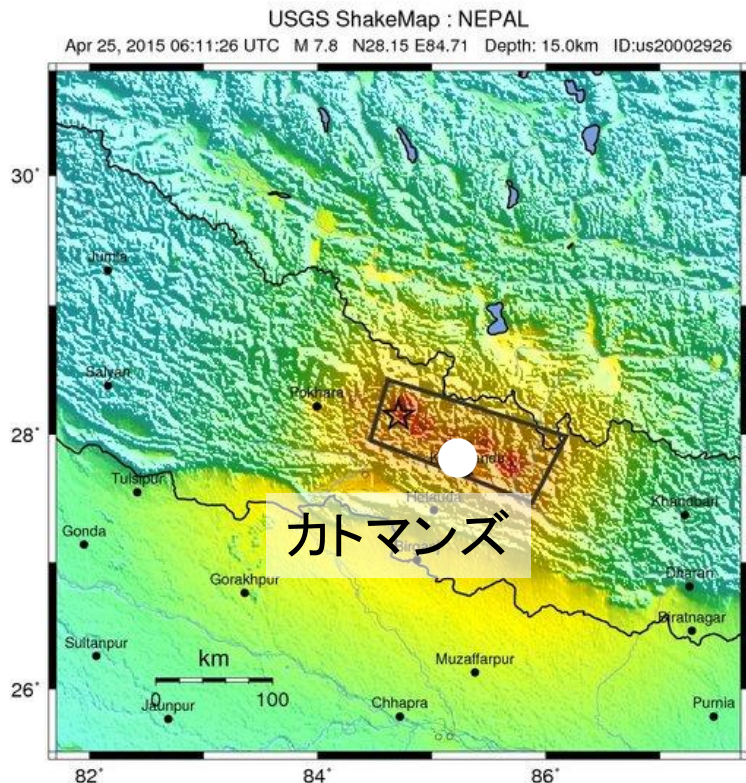 USGS ShakeMap : NEPAL
Apr 25, 2015 06:11:26 UTC M 7.8 N28.15 E84.71 Depth: 15.0km ID:us20002926
30˚
Jumla
Salyan
Pokhara
28˚
Tulsipur
Hetauda
Khandbari
カトマンズ
Gonda
Gorakhpur
Dharan
Biratnagar
Sultanpur
km
Muzaffarpur
26˚
0
100
Jaunpur
Chhapra
Purnia
82˚
84˚
86˚